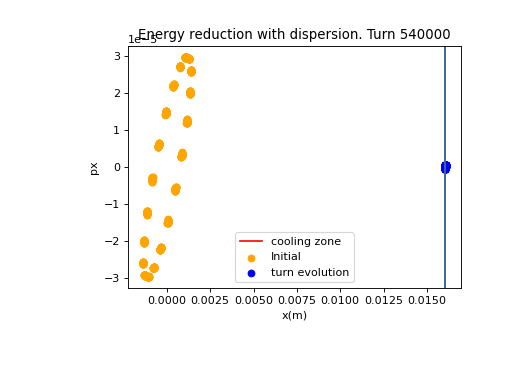 Energy reduction with dispersion. Turn 540000
1e−5
3
2
1
0
−1
−2
−3
px
0.0000 0.0025 0.0050 0.0075 0.0100 0.0125 0.0150
x(m)
cooling zone
Initial
turn evolution